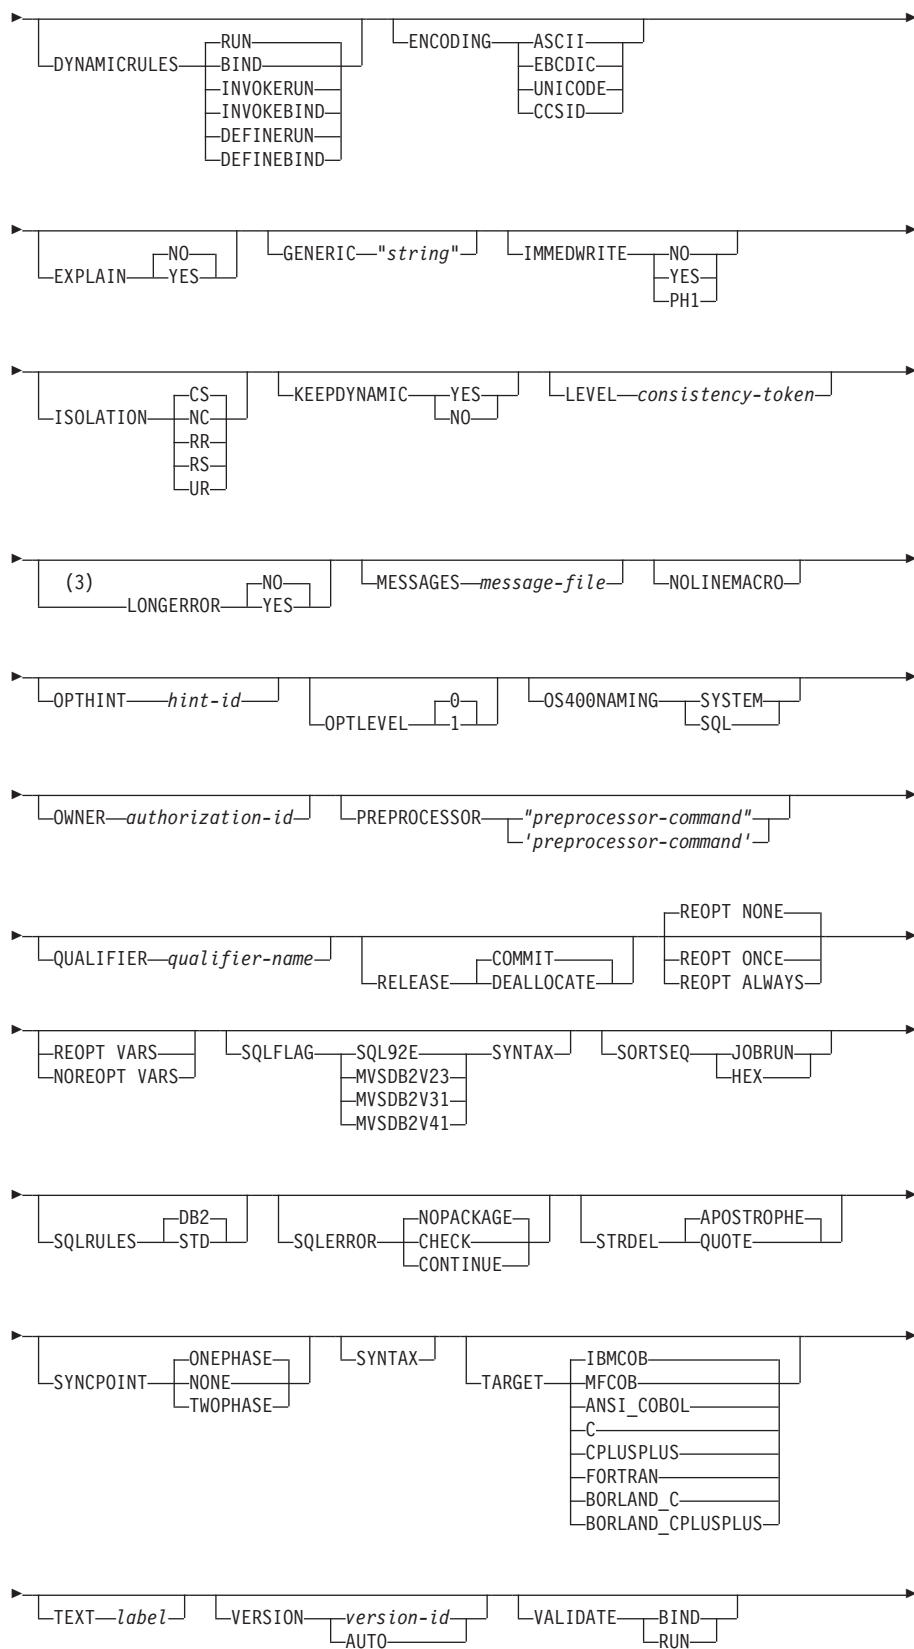 RUN
DYNAMICRULES BIND
INVOKERUN
INVOKEBIND
DEFINERUN
DEFINEBIND
ENCODING ASCII
EBCDIC
UNICODE
CCSID
NO
EXPLAIN YES
GENERIC "string"
IMMEDWRITE NO
YES
PH1
CS
ISOLATION NC
RR
RS
UR
KEEPDYNAMIC YES
NO
LEVEL consistency-token
(3)
NO
LONGERROR YES
MESSAGES message-file
NOLINEMACRO
OPTHINT hint-id
0
OPTLEVEL 1
OS400NAMING SYSTEM
SQL
OWNER authorization-id
PREPROCESSOR "preprocessor-command"
'preprocessor-command'
QUALIFIER qualifier-name
COMMIT
RELEASE DEALLOCATE
REOPT NONE
REOPT ONCE
REOPT ALWAYS
REOPT VARS
NOREOPT VARS
SQLFLAG SQL92E SYNTAX
MVSDB2V23
MVSDB2V31
MVSDB2V41
SORTSEQ JOBRUN
HEX
DB2
SQLRULES STD
NOPACKAGE
SQLERROR CHECK
CONTINUE
APOSTROPHE
STRDEL QUOTE
ONEPHASE
SYNCPOINT NONE
TWOPHASE
SYNTAX
IBMCOB
TARGET MFCOB
ANSI_COBOL
C
CPLUSPLUS
FORTRAN
BORLAND_C
BORLAND_CPLUSPLUS
TEXT label
VERSION version-id
AUTO
VALIDATE BIND
RUN